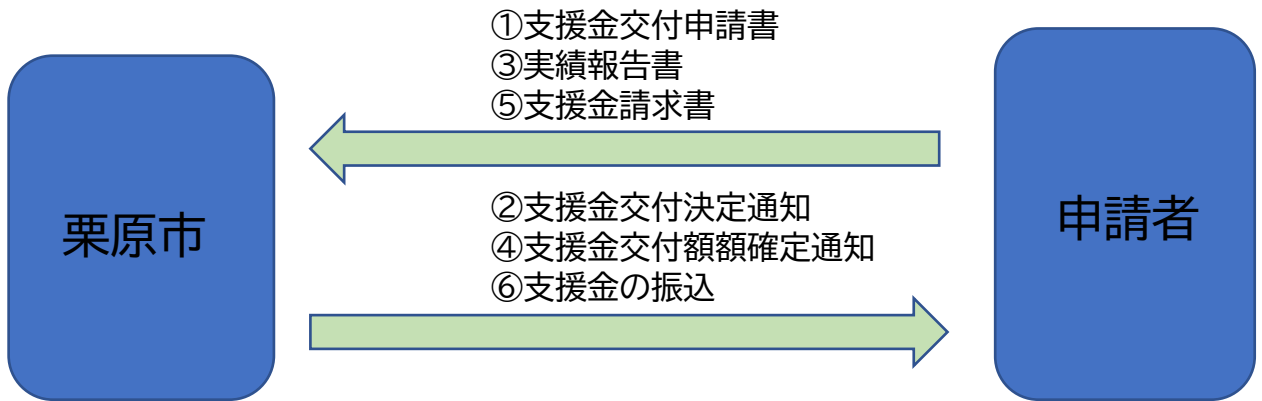 ①支援金交付申請書
③実績報告書
⑤支援金請求書
栗原市
申請者
②支援金交付決定通知
④支援金交付額額確定通知
⑥支援金の振込